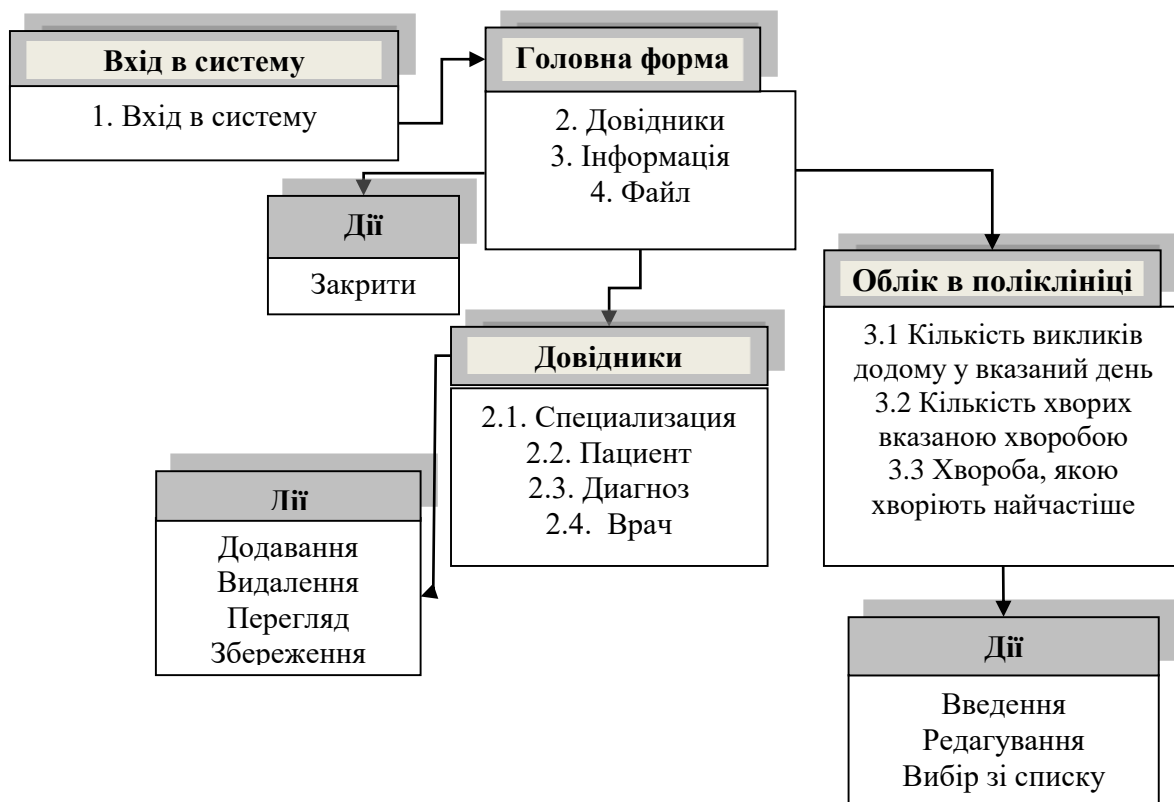 Вхід в систему
1. Вхід в систему
Головна форма
2. Довідники
3. Інформація
4. Файл
Дії
Закрити
Облік в поліклініці
3.1 Кількість викликів
додому у вказаний день
3.2 Кількість хворих
вказаною хворобою
3.3 Хвороба, якою
хворіють найчастіше
Довідники
2.1. Специализация
2.2. Пациент
2.3. Диагноз
2.4. Врач
Дії
Додавання
Видалення
Перегляд
Збереження
Дії
Введення
Редагування
Вибір зі списку